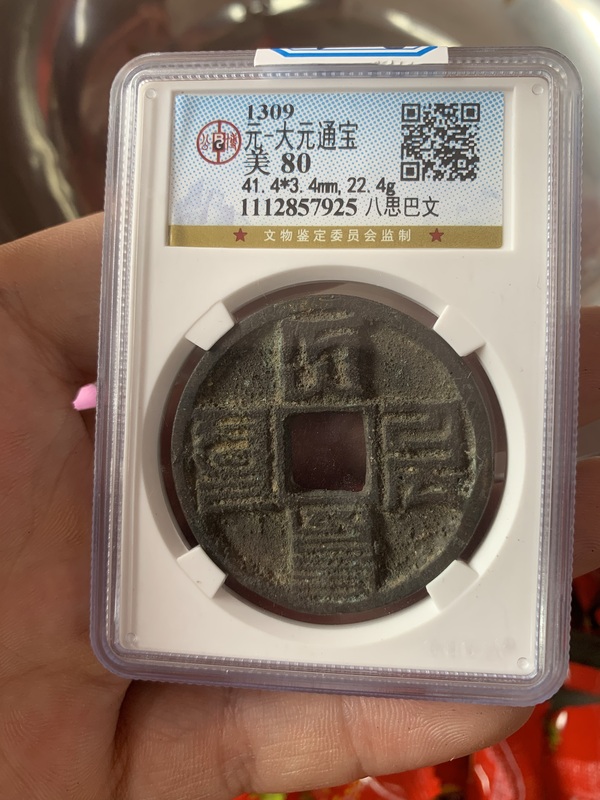 1309
元-大元通宝
美 80
41.4*3.4mm, 22.4g
1112857925 八思巴文
★ 文物鉴定委员会监制 ★